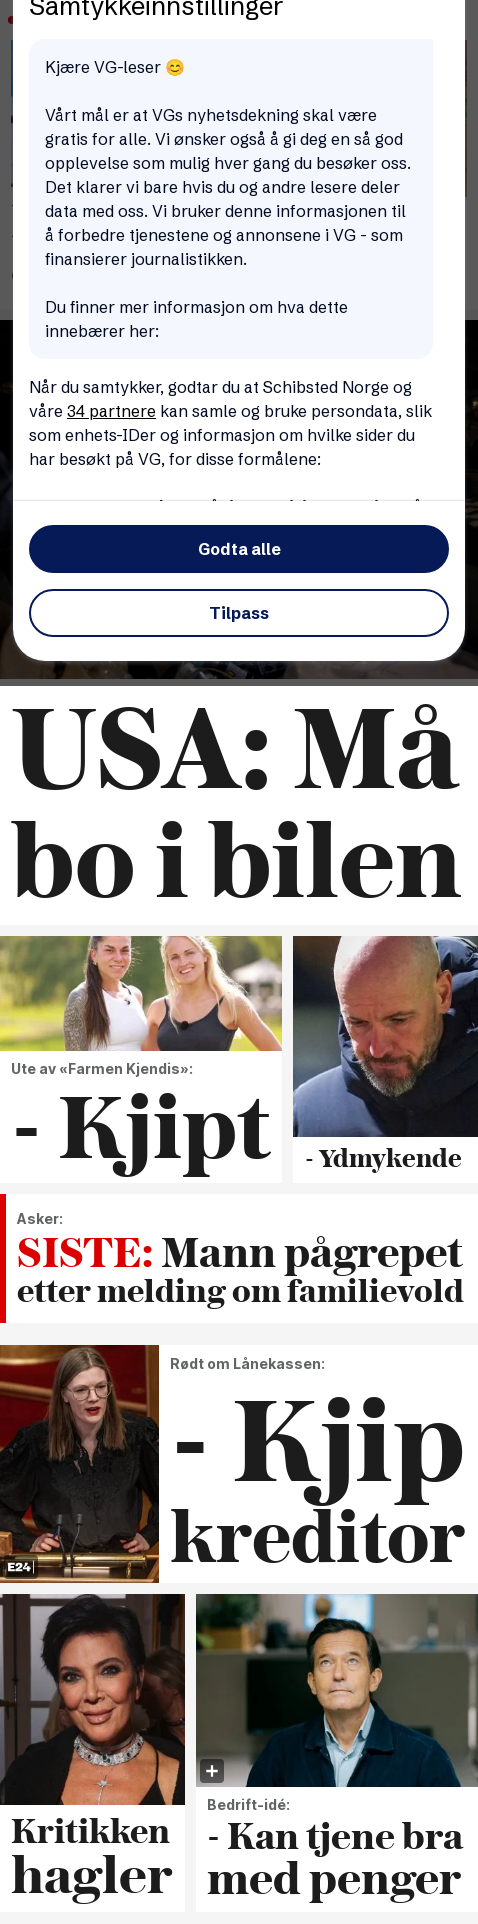 Samtykkeinnstillinger
Kjære VG-leser 😊
Vårt mål er at VGs nyhetsdekning skal være
gratis for alle. Vi ønsker også å gi deg en så god
opplevelse som mulig hver gang du besøker oss.
Det klarer vi bare hvis du og andre lesere deler
data med oss. Vi bruker denne informasjonen til
å forbedre tjenestene og annonsene i VG - som
finansierer journalistikken.
Du finner mer informasjon om hva dette
innebærer her:
Når du samtykker, godtar du at Schibsted Norge og
våre 34 partnere kan samle og bruke persondata, slik
som enhets-IDer og informasjon om hvilke sider du
har besøkt på VG, for disse formålene:
Godta alle
Tilpass
USA: Må
bo i bilen
Ute av «Farmen Kjendis»:
- Kjipt
- Ydmykende
Asker:
SISTE: Mann pågrepet
etter melding om familievold
Rødt om Lånekassen:
- Kjip
kreditor
E24
Kritikken
hagler
Bedrift-idé:
- Kan tjene bra
med penger